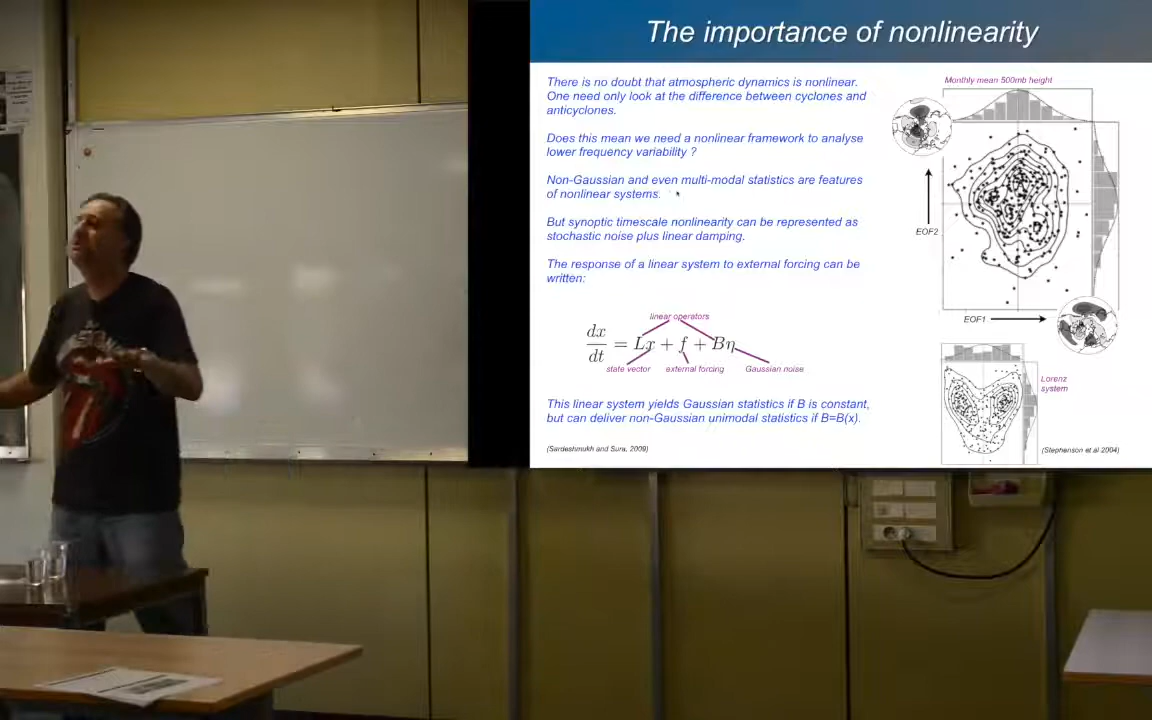 The importance of nonlinearity
There is no doubt that atmospheric dynamics is nonlinear.
One need only look at the difference between cyclones and
anticyclones.
Does this mean we need a nonlinear framework to analyse
lower frequency variability ?
Non-Gaussian and even multi-modal statistics are features
of nonlinear systems.
But synoptic timescale nonlinearity can be represented as
stochastic noise plus linear damping.
The response of a linear system to external forcing can be
written:
linear operators
dx/dt = Lx + f + Bη
state vector external forcing Gaussian noise
This linear system yields Gaussian statistics if B is constant,
but can deliver non-Gaussian unimodal statistics if B=B(x).
(Sardeshmukh and Sura, 2009)
Monthly mean 500mb height
EOF2
EOF1
Lorenz
system
(Stephenson et al 2004)